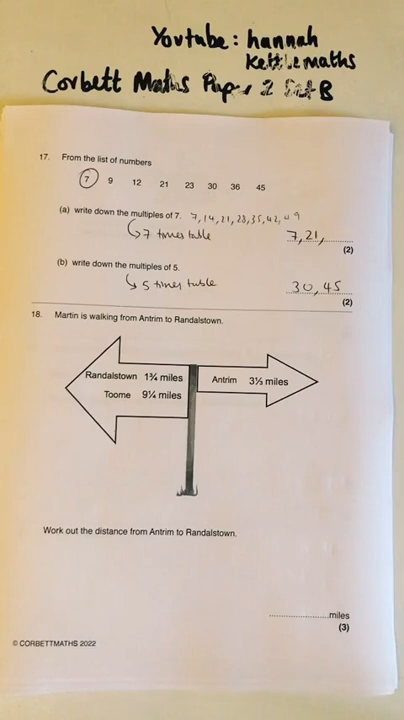 Youtube: hannah
kettlemaths
Corbett Maths Paper 2 Set B
17. From the list of numbers
7 9 12 21 23 30 36 45
(a) write down the multiples of 7. 7,14,21,28,35,42,49
7 times table 7,21,
(2)
(b) write down the multiples of 5.
5 times table 30,45
(2)
18. Martin is walking from Antrim to Randalstown.
Randalstown 1¾ miles
Antrim 3⅓ miles
Toome 9¼ miles
Work out the distance from Antrim to Randalstown.
..................miles
(3)
© CORBETTMATHS 2022